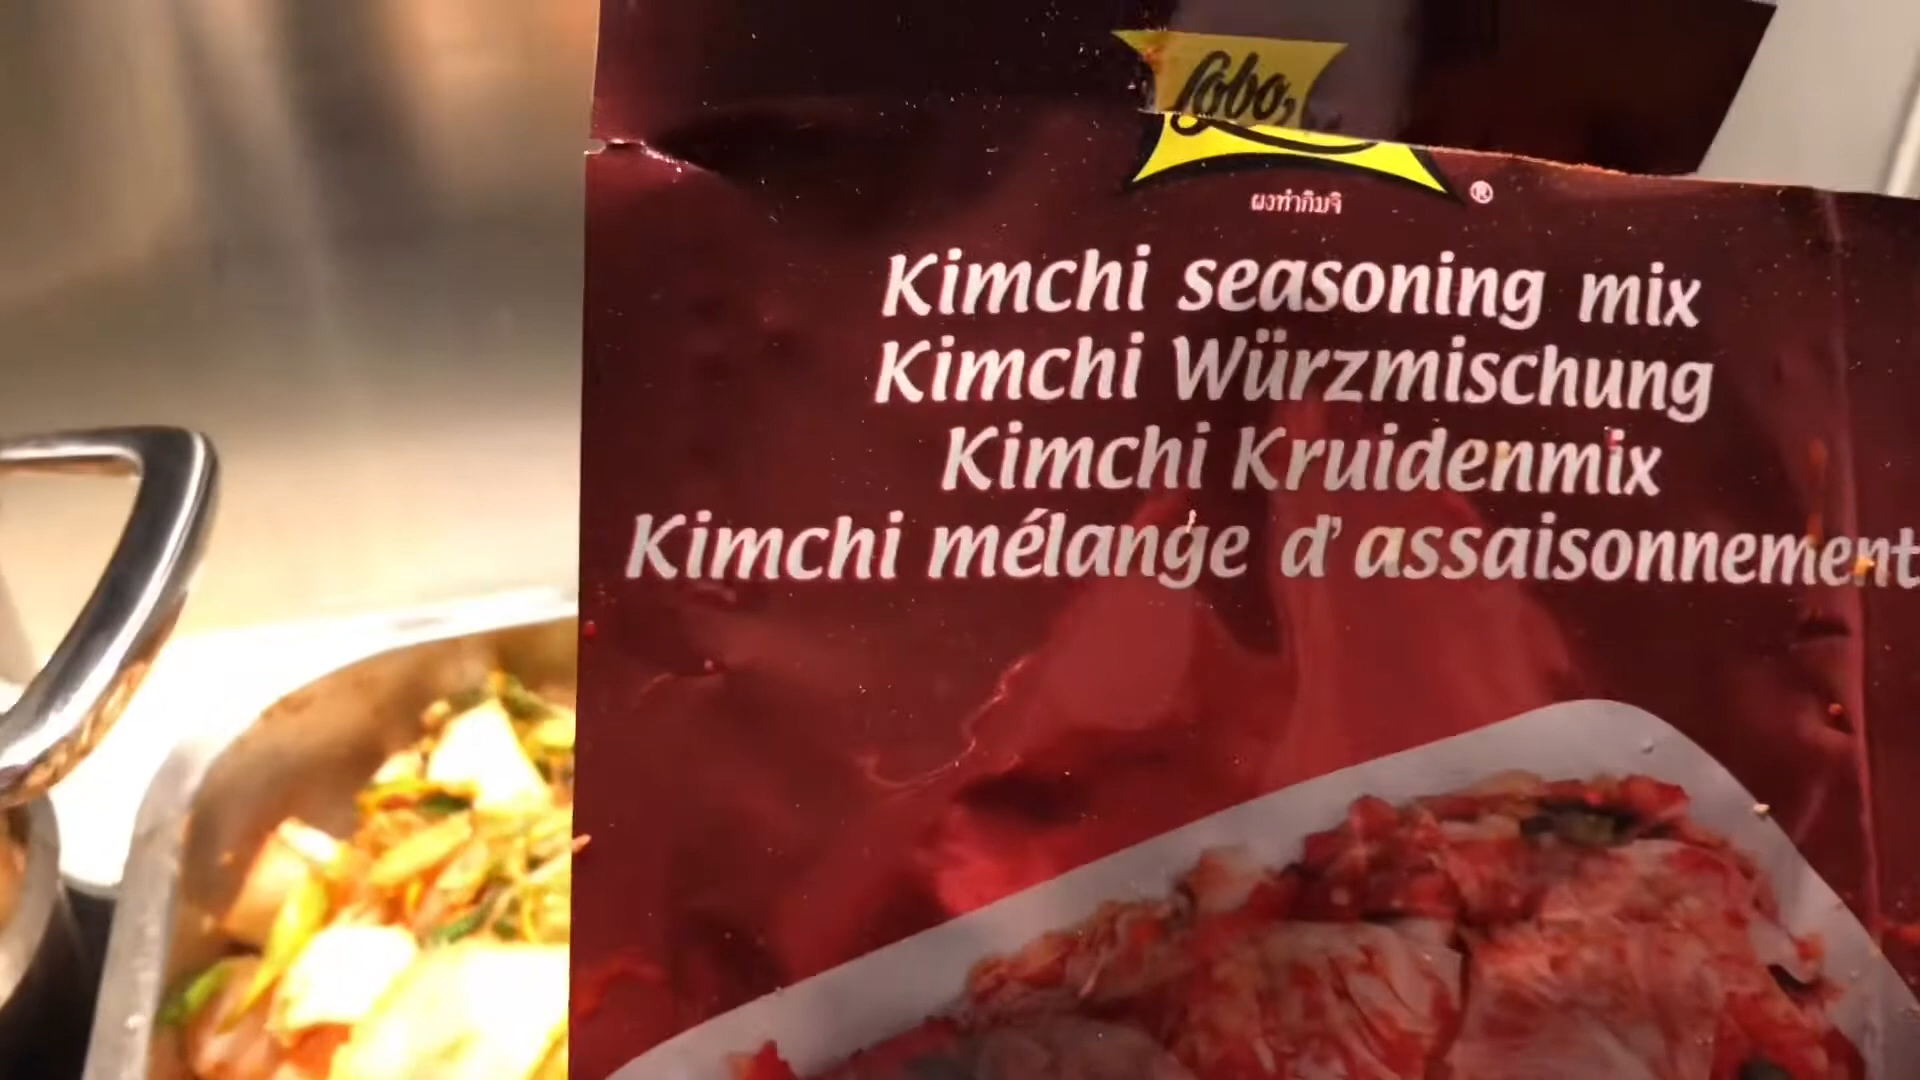 Lobo
®
ผงทำกิมจิ
Kimchi seasoning mix
Kimchi Würzmischung
Kimchi Kruidenmix
Kimchi mélange d'assaisonnement